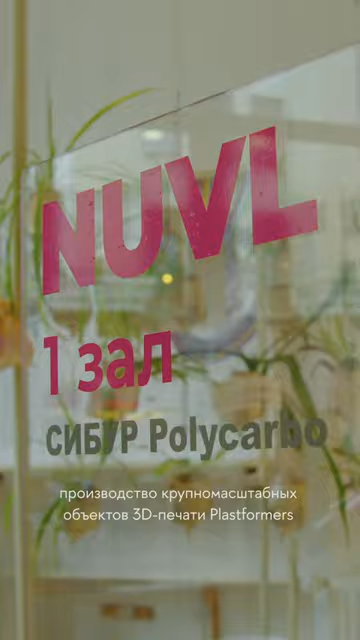 NUVL
1 зал
СИБУР Polycarbo
производство крупномасштабных
объектов 3D-печати Plastformers